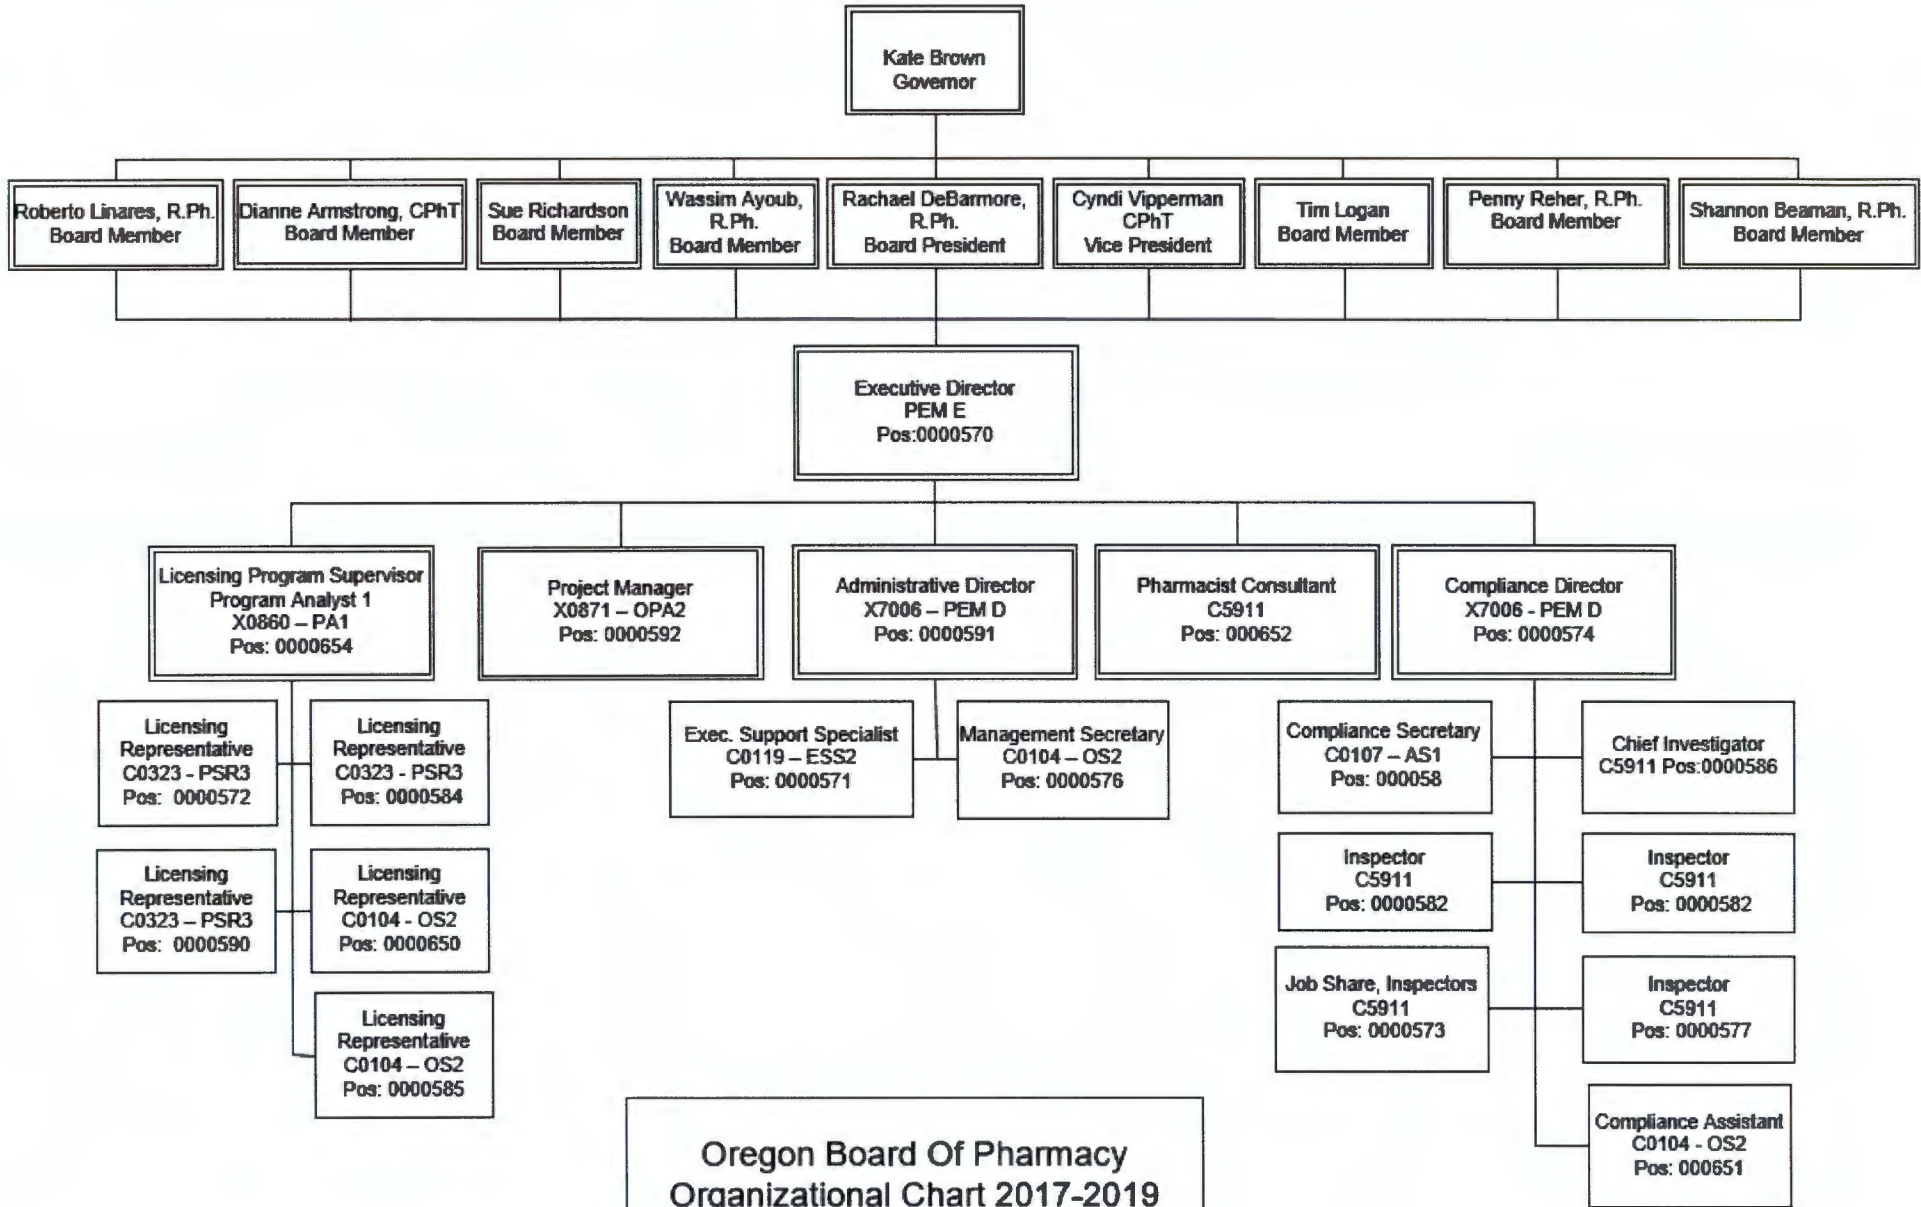 Kate Brown
Governor
Roberto Linares, R.Ph.
Board Member
Dianne Armstrong, CPhT
Board Member
Sue Richardson
Board Member
Wassim Ayoub,
R.Ph.
Board Member
Rachael DeBarmore,
R.Ph.
Board President
Cyndi Vipperman
CPhT
Vice President
Tim Logan
Board Member
Penny Reher, R.Ph.
Board Member
Shannon Beaman, R.Ph.
Board Member
Executive Director
PEM E
Pos:0000570
Licensing Program Supervisor
Program Analyst 1
X0860 – PA1
Pos: 0000654
Project Manager
X0871 – OPA2
Pos: 0000592
Administrative Director
X7006 – PEM D
Pos: 0000591
Pharmacist Consultant
C5911
Pos: 000652
Compliance Director
X7006 - PEM D
Pos: 0000574
Licensing
Representative
C0323 - PSR3
Pos: 0000572
Licensing
Representative
C0323 - PSR3
Pos: 0000584
Licensing
Representative
C0323 – PSR3
Pos: 0000590
Licensing
Representative
C0104 - OS2
Pos: 0000650
Licensing
Representative
C0104 – OS2
Pos: 0000585
Exec. Support Specialist
C0119 – ESS2
Pos: 0000571
Management Secretary
C0104 – OS2
Pos: 0000576
Compliance Secretary
C0107 – AS1
Pos: 000058
Chief Investigator
C5911 Pos:0000586
Inspector
C5911
Pos: 0000582
Inspector
C5911
Pos: 0000582
Job Share, Inspectors
C5911
Pos: 0000573
Inspector
C5911
Pos: 0000577
Compliance Assistant
C0104 - OS2
Pos: 000651
Oregon Board Of Pharmacy
Organizational Chart 2017-2019